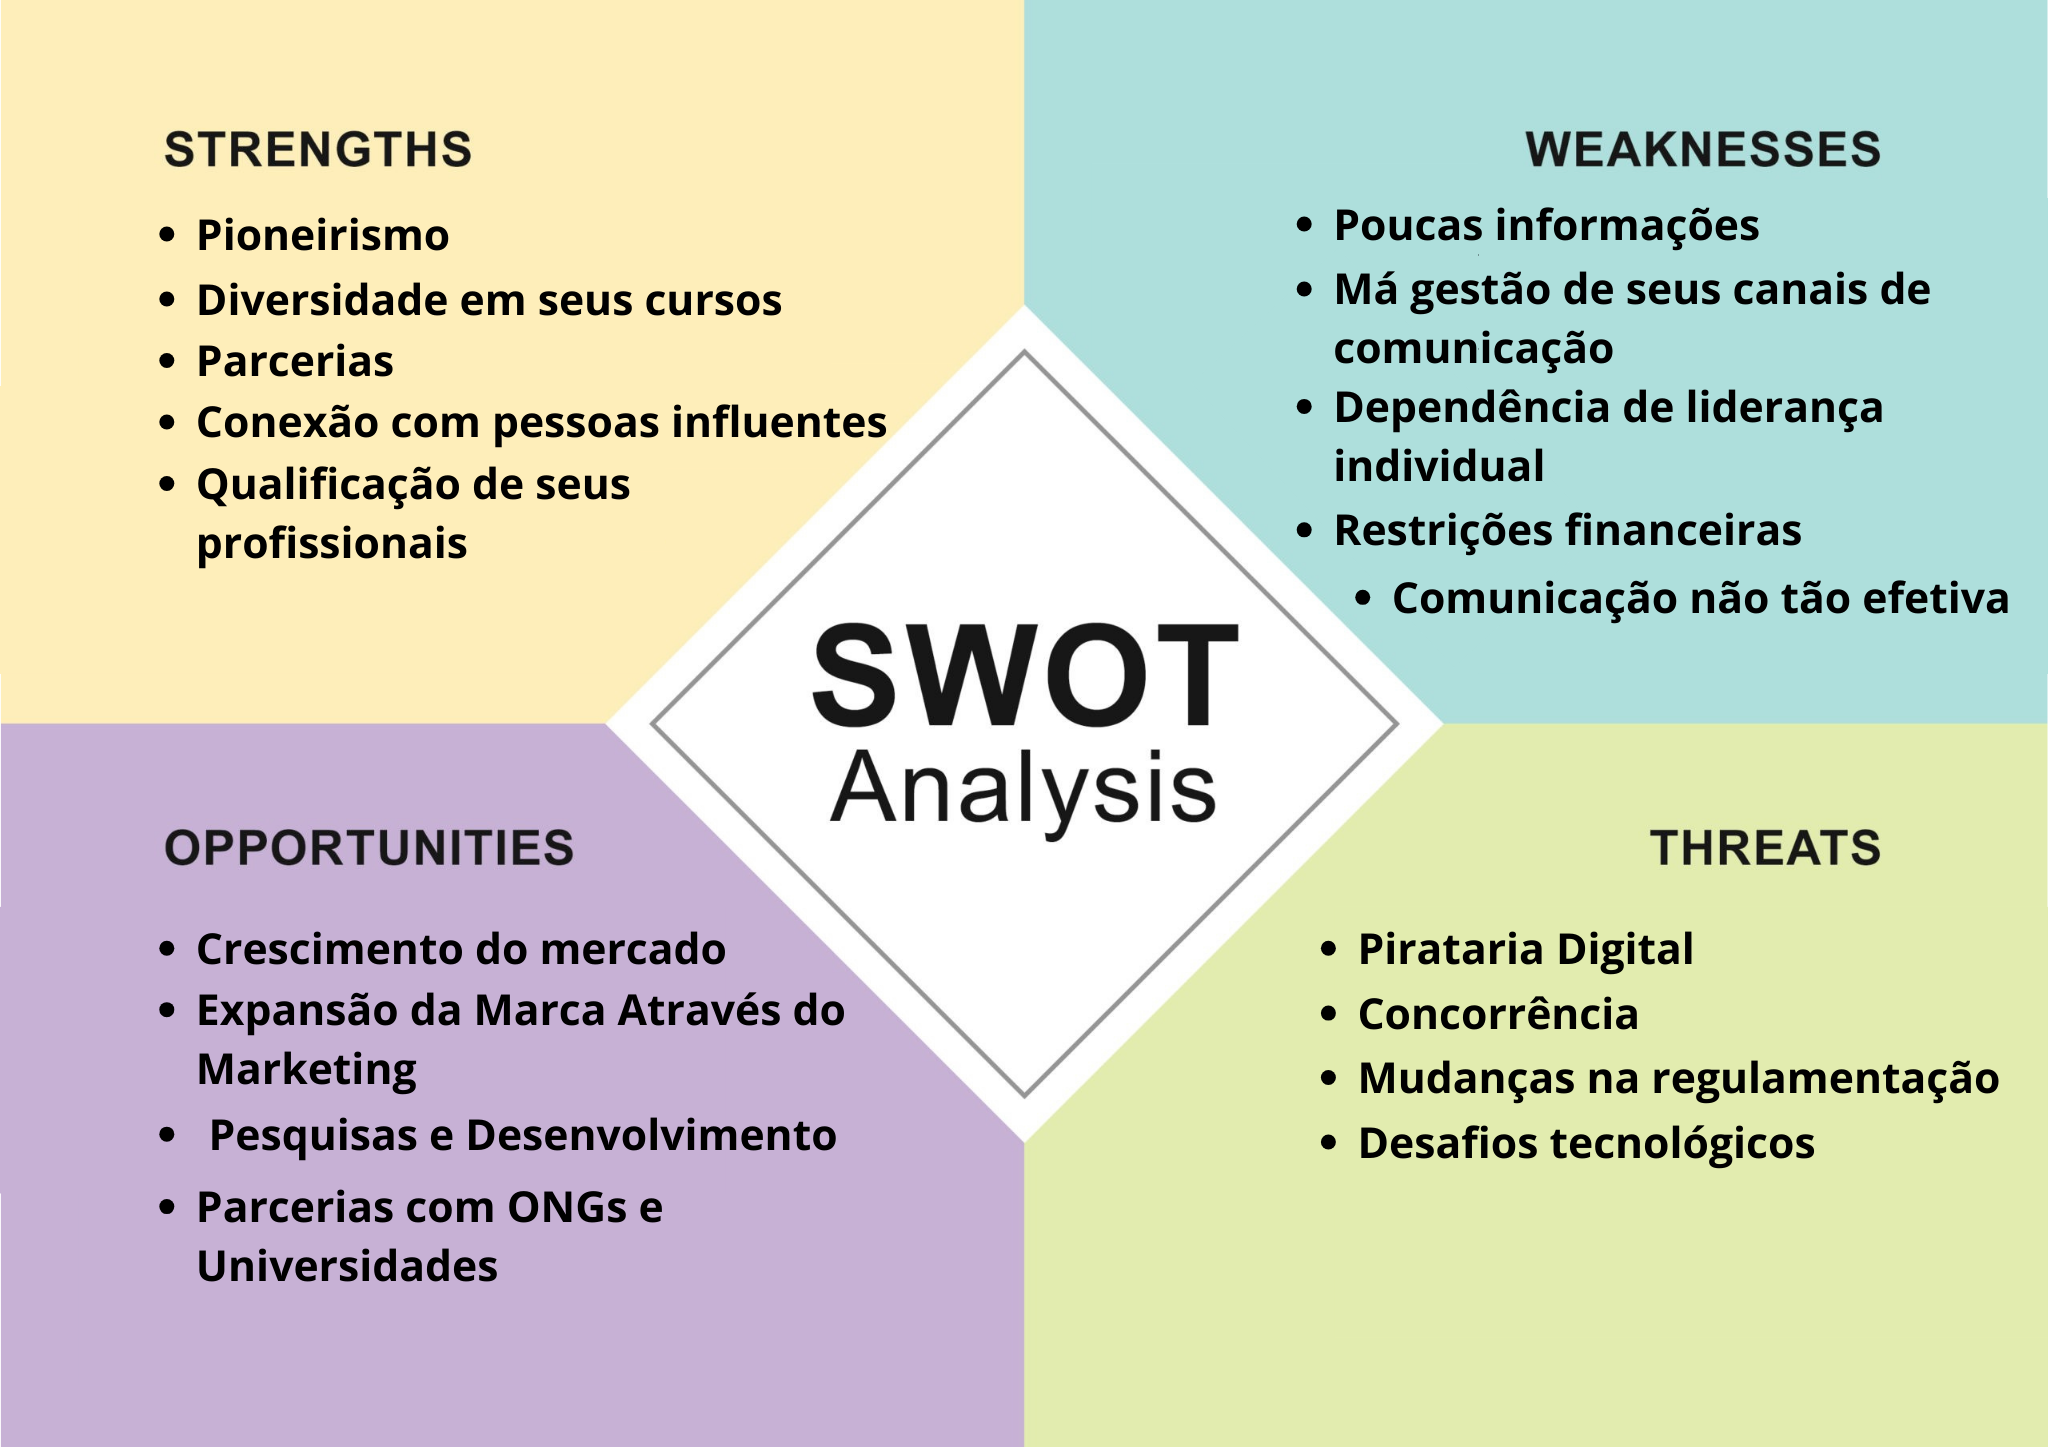 STRENGTHS
• Pioneirismo
• Diversidade em seus cursos
• Parcerias
• Conexão com pessoas influentes
• Qualificação de seus
profissionais
WEAKNESSES
• Poucas informações
• Má gestão de seus canais de
comunicação
• Dependência de liderança
individual
• Restrições financeiras
• Comunicação não tão efetiva
SWOT
Analysis
OPPORTUNITIES
• Crescimento do mercado
• Expansão da Marca Através do
Marketing
• Pesquisas e Desenvolvimento
• Parcerias com ONGs e
Universidades
THREATS
• Pirataria Digital
• Concorrência
• Mudanças na regulamentação
• Desafios tecnológicos